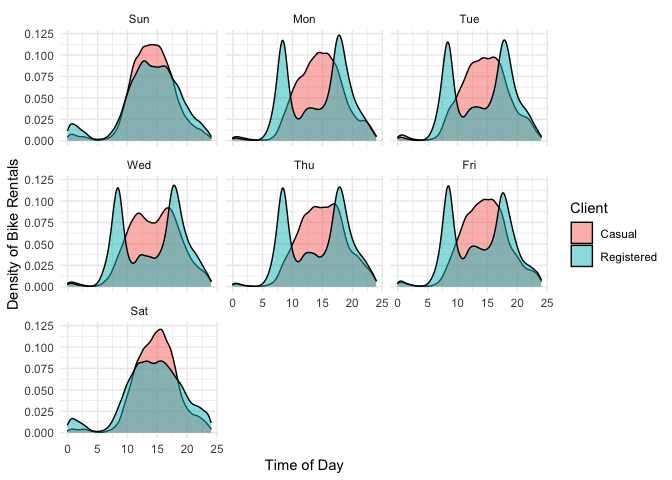 Sun Mon Tue
0.125
0.100
0.075
0.050
0.025
0.000
Wed Thu Fri
0.125
0.100
0.075
0.050
0.025
0.000
0 5 10 15 20 25 0 5 10 15 20 25
Sat
0.125
0.100
0.075
0.050
0.025
0.000
0 5 10 15 20 25
Time of Day
Density of Bike Rentals
Client
Casual
Registered